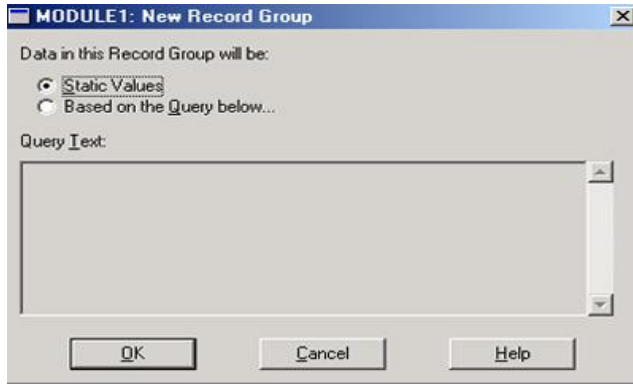 MODULE1: New Record Group
Data in this Record Group will be:
Static Values
Based on the Query below...
Query Text:
OK Cancel Help